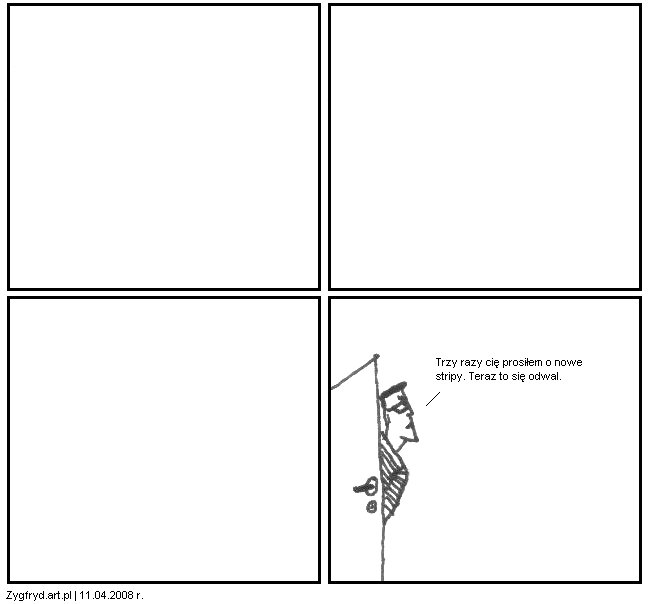 Trzy razy cię prosiłem o nowe
stripy. Teraz to się odwal.
Zygfryd.art.pl | 11.04.2008 r.